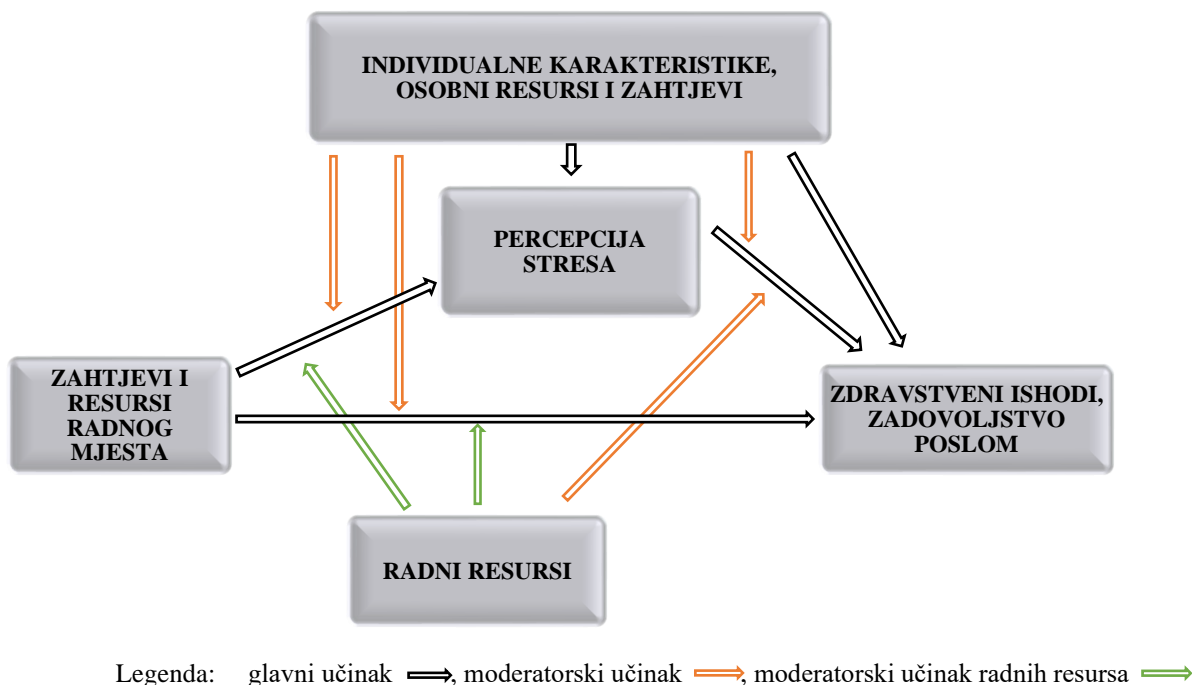 INDIVIDUALNE KARAKTERISTIKE,
OSOBNI RESURSI I ZAHTJEVI
PERCEPCIJA
STRESA
ZAHTJEVI I
RESURSI
RADNOG
MJESTA
ZDRAVSTVENI ISHODI,
ZADOVOLJSTVO
POSLOM
RADNI RESURSI
Legenda: glavni učinak , moderatorski učinak , moderatorski učinak radnih resursa